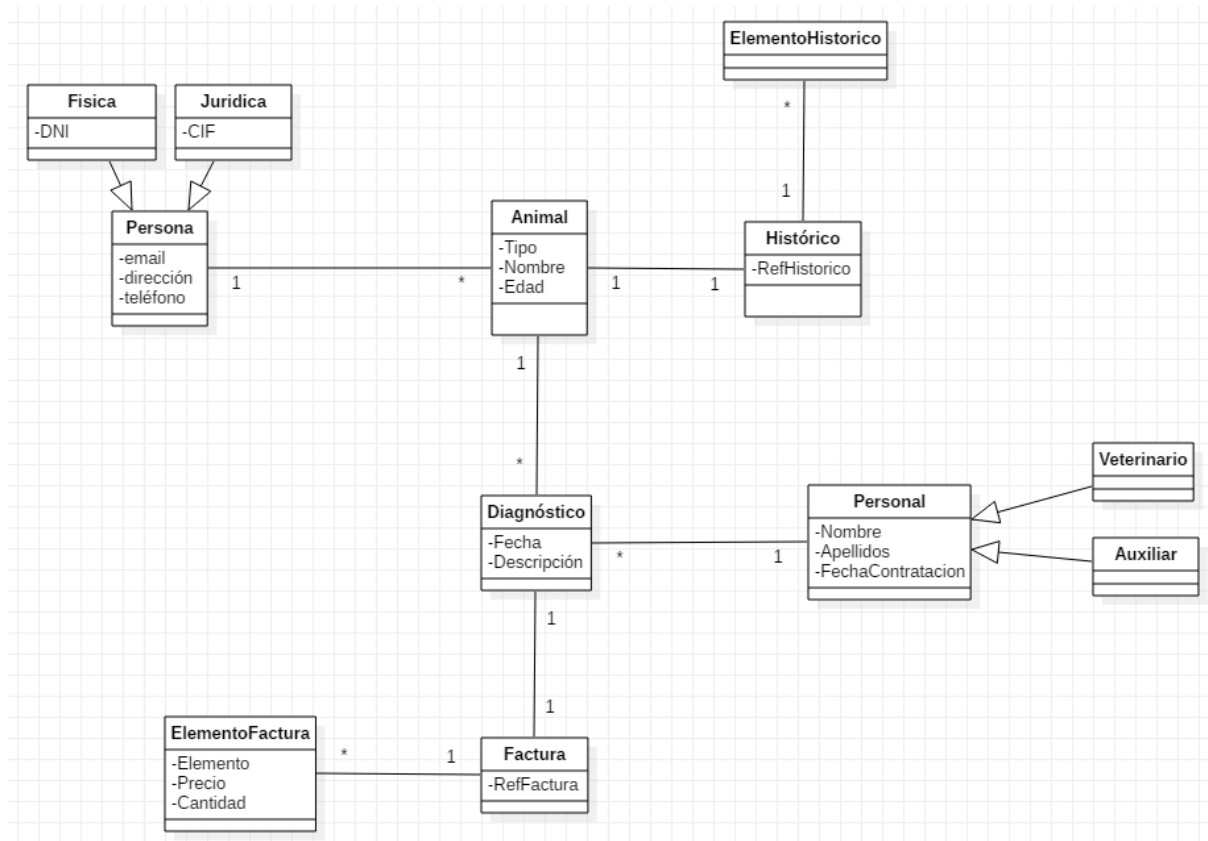 ElementoHistorico
Fisica
-DNI
Juridica
-CIF
*
1
Persona
-email
-dirección
-teléfono
1
*
Animal
-Tipo
-Nombre
-Edad
1
1
Histórico
-RefHistorico
1
*
Diagnóstico
-Fecha
-Descripción
*
1
Personal
-Nombre
-Apellidos
-FechaContratacion
Veterinario
Auxiliar
1
1
ElementoFactura
-Elemento
-Precio
-Cantidad
*
1
Factura
-RefFactura